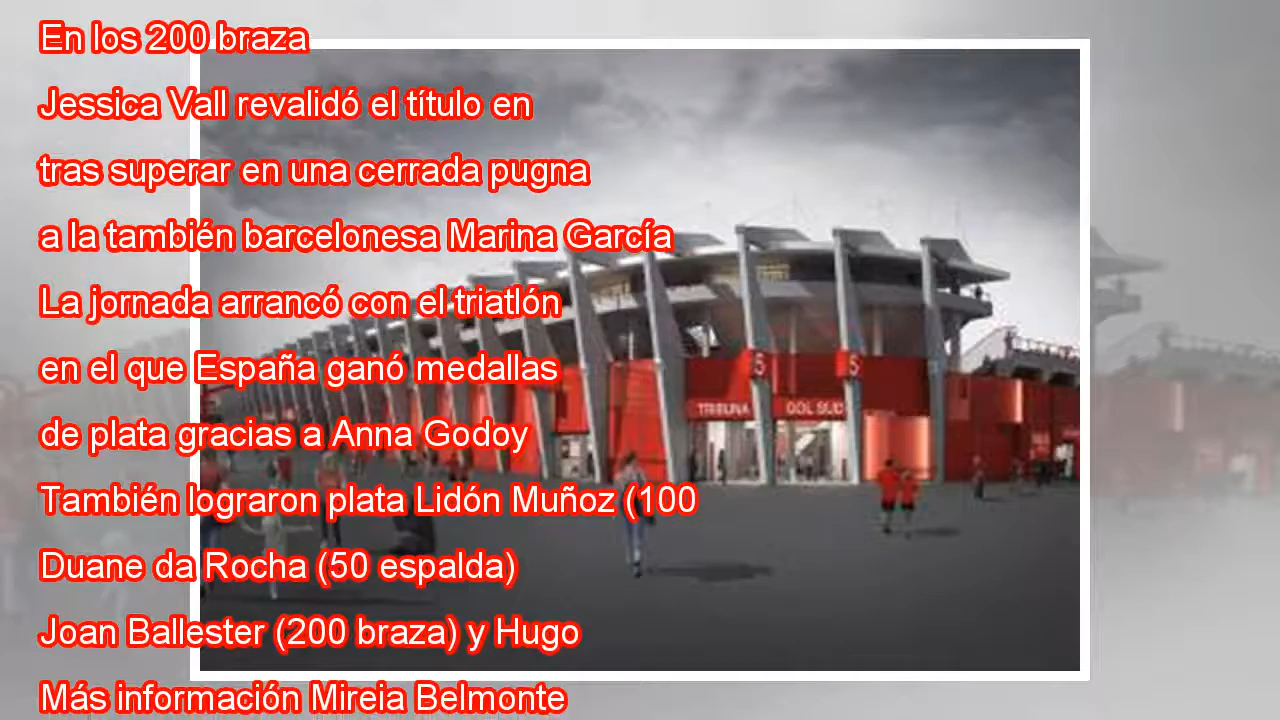 En los 200 braza
Jessica Vall revalidó el título en
tras superar en una cerrada pugna
a la también barcelonesa Marina García
La jornada arrancó con el triatlón
en el que España ganó medallas
de plata gracias a Anna Godoy
También lograron plata Lidón Muñoz (100
Duane da Rocha (50 espalda)
Joan Ballester (200 braza) y Hugo
Más información Mireia Belmonte
5 5
TRIBUNA GOL SUD